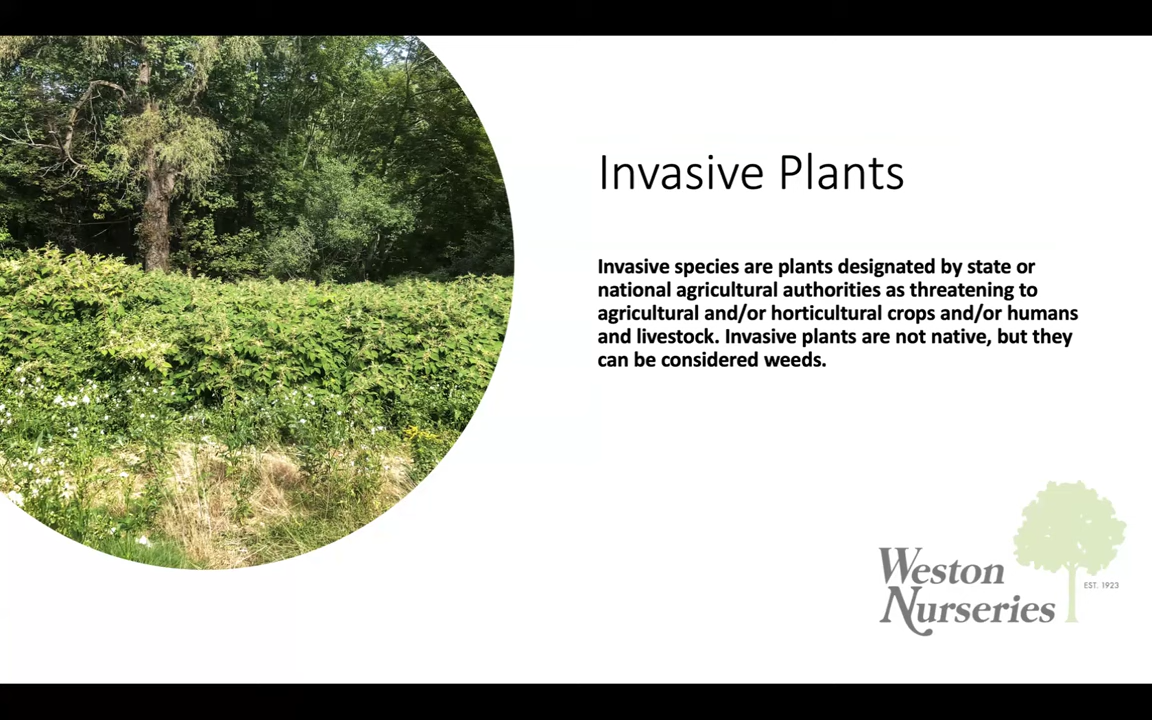 Invasive Plants
Invasive species are plants designated by state or
national agricultural authorities as threatening to
agricultural and/or horticultural crops and/or humans
and livestock. Invasive plants are not native, but they
can be considered weeds.
Weston
Nurseries
EST. 1923